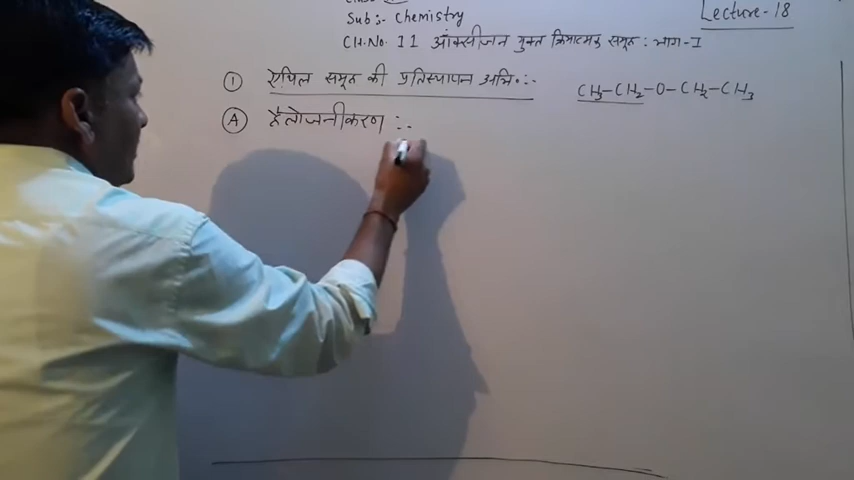 Sub:- Chemistry
Lecture-18
CH.No. 11 ऑक्सीजन युक्त क्रियात्मक समूह : भाग-I
① एथिल समूह की प्रतिस्थापन अभि.:-
CH3-CH2-O-CH2-CH3
Ⓐ हैलोजनीकरण :-